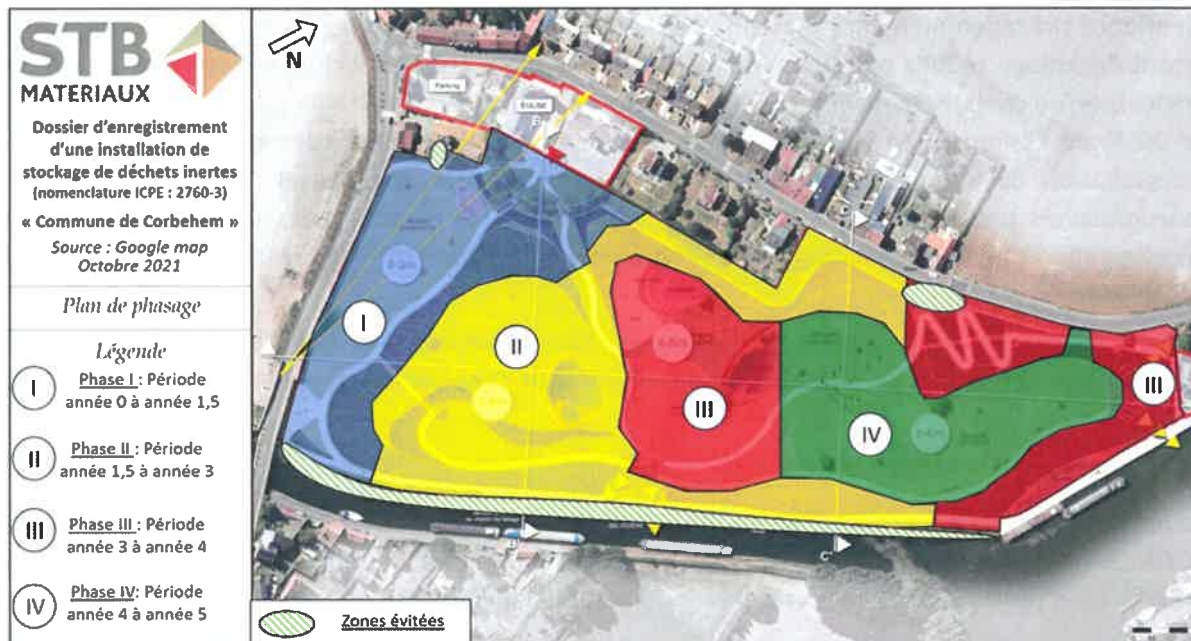 STB
MATERIAUX
Dossier d'enregistrement
d'une installation de
stockage de déchets inertes
(nomenclature ICPE : 2760-3)
« Commune de Corbehem »
Source : Google map
Octobre 2021
Plan de phasage
Légende
I
Phase I : Période
année 0 à année 1,5
II
Phase II : Période
année 1,5 à année 3
III
Phase III : Période
année 3 à année 4
IV
Phase IV: Période
année 4 à année 5
N
Parking
EGLISE
I
II
III
IV
III
Zones évitées